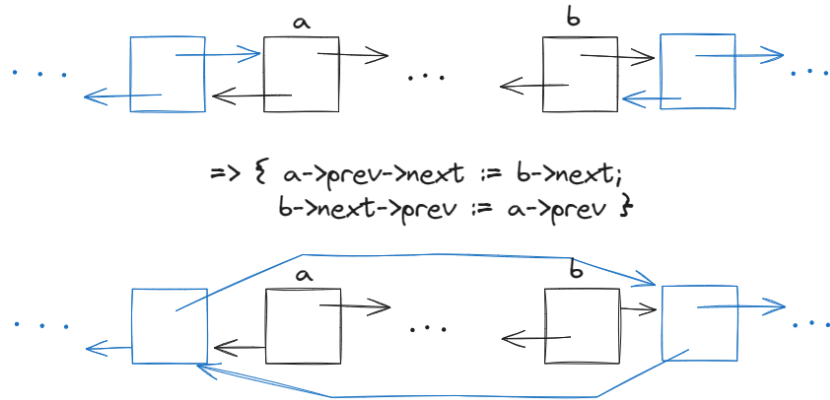 a
b
...
...
...
=> { a->prev->next := b->next;
b->next->prev := a->prev }
a
b
...
...
...